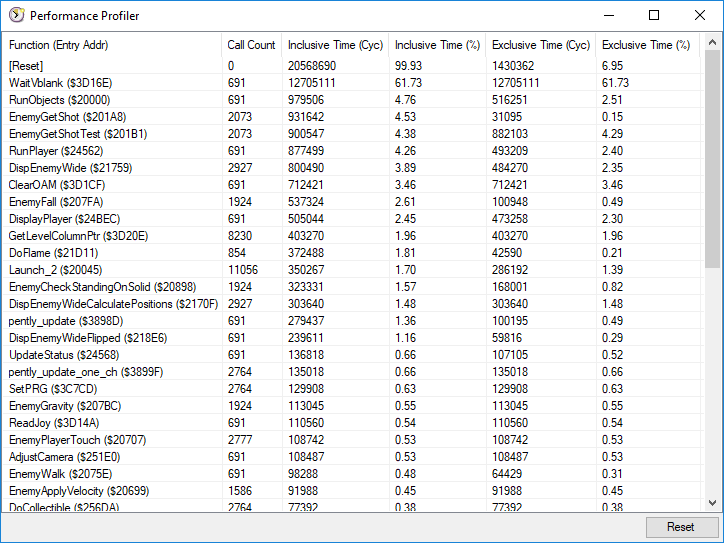 Performance Profiler
Function (Entry Addr) Call Count Inclusive Time (Cyc) Inclusive Time (%) Exclusive Time (Cyc) Exclusive Time (%)
[Reset] 0 20568690 99.93 1430362 6.95
WaitVblank ($3D16E) 691 12705111 61.73 12705111 61.73
RunObjects ($20000) 691 979506 4.76 516251 2.51
EnemyGetShot ($201A8) 2073 931642 4.53 31095 0.15
EnemyGetShotTest ($201B1) 2073 900547 4.38 882103 4.29
RunPlayer ($24562) 691 877499 4.26 493209 2.40
DispEnemyWide ($21759) 2927 800490 3.89 484270 2.35
ClearOAM ($3D1CF) 691 712421 3.46 712421 3.46
EnemyFall ($207FA) 1924 537324 2.61 100948 0.49
DisplayPlayer ($24BEC) 691 505044 2.45 473258 2.30
GetLevelColumnPtr ($3D20E) 8230 403270 1.96 403270 1.96
DoFlame ($21D11) 854 372488 1.81 42590 0.21
Launch_2 ($20045) 11056 350267 1.70 286192 1.39
EnemyCheckStandingOnSolid ($20898) 1924 323331 1.57 168001 0.82
DispEnemyWideCalculatePositions ($2170F) 2927 303640 1.48 303640 1.48
pently_update ($3898D) 691 279437 1.36 100195 0.49
DispEnemyWideFlipped ($218E6) 691 239611 1.16 59816 0.29
UpdateStatus ($24568) 691 136818 0.66 107105 0.52
pently_update_one_ch ($3899F) 2764 135018 0.66 135018 0.66
SetPRG ($3C7CD) 2764 129908 0.63 129908 0.63
EnemyGravity ($207BC) 1924 113045 0.55 113045 0.55
ReadJoy ($3D14A) 691 110560 0.54 110560 0.54
EnemyPlayerTouch ($20707) 2777 108742 0.53 108742 0.53
AdjustCamera ($251E0) 691 108487 0.53 108487 0.53
EnemyWalk ($2075E) 691 98288 0.48 64429 0.31
EnemyApplyVelocity ($20699) 1586 91988 0.45 91988 0.45
DoCollectible ($256DA) 2764 77392 0.38 77392 0.38
Reset